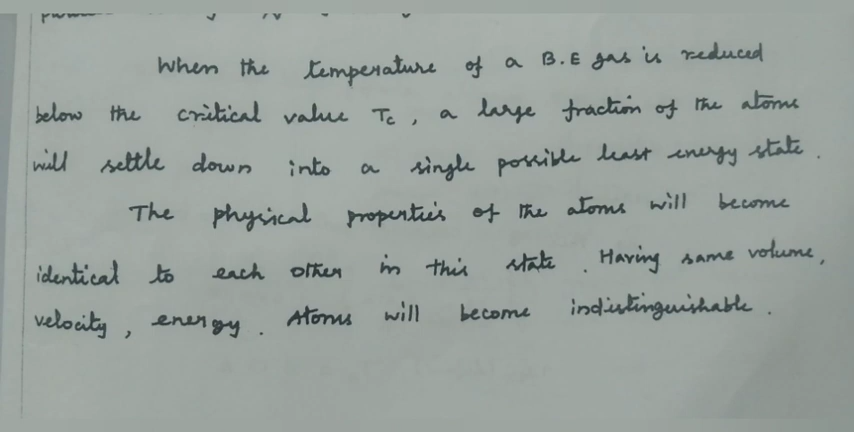 When the temperature of a B.E gas is reduced
below the critical value Tc, a large fraction of the atoms
will settle down into a single possible least energy state.
The physical properties of the atoms will become
identical to each other in this state. Having same volume,
velocity, energy. Atoms will become indistinguishable.